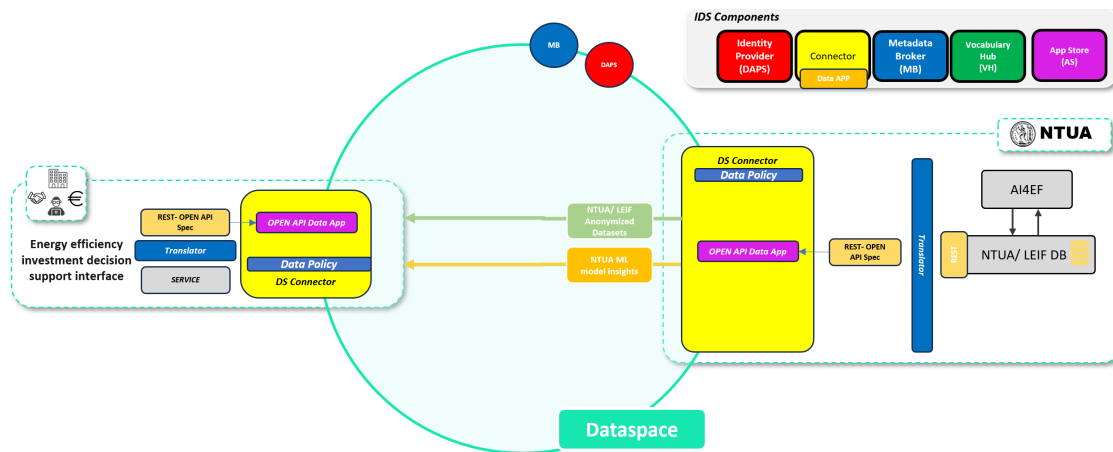 IDS Components
Identity
Provider
(DAPS)
Connector
Data APP
Metadata
Broker
(MB)
Vocabulary
Hub
(VH)
App Store
(AS)
MB
DAPS
NTUA
DS Connector
Data Policy
OPEN API Data App
REST- OPEN
API Spec
Translator
REST
AI4EF
NTUA/ LEIF DB
NTUA/ LEIF
Anonymized
Datasets
NTUA ML
model insights
€
Energy efficiency
investment decision
support interface
REST- OPEN API
Spec
Translator
SERVICE
OPEN API Data App
Data Policy
DS Connector
Dataspace